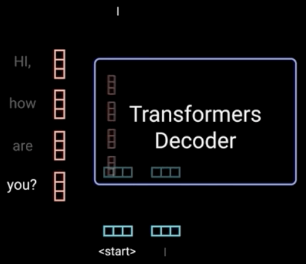 I
HI,
how
are
you?
Transformers
Decoder
<start> I